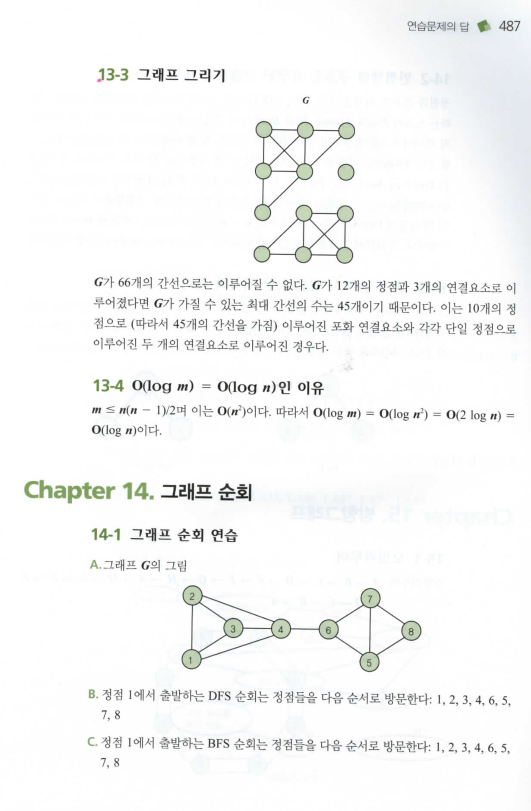 연습문제의 답 487
13-3 그래프 그리기
G
G가 66개의 간선으로는 이루어질 수 없다. G가 12개의 정점과 3개의 연결요소로 이
루어졌다면 G가 가질 수 있는 최대 간선의 수는 45개이기 때문이다. 이는 10개의 정
점으로 (따라서 45개의 간선을 가짐) 이루어진 포화 연결요소와 각각 단일 정점으로
이루어진 두 개의 연결요소로 이루어진 경우다.
13-4 O(log m) = O(log n)인 이유
m ≤ n(n − 1)/2며 이는 O(n²)이다. 따라서 O(log m) = O(log n²) = O(2 log n) =
O(log n)이다.
Chapter 14. 그래프 순회
14-1 그래프 순회 연습
A.그래프 G의 그림
2
7
3
4
6
8
1
5
B. 정점 1에서 출발하는 DFS 순회는 정점들을 다음 순서로 방문한다: 1, 2, 3, 4, 6, 5,
7, 8
C. 정점 1에서 출발하는 BFS 순회는 정점들을 다음 순서로 방문한다: 1, 2, 3, 4, 6, 5,
7, 8